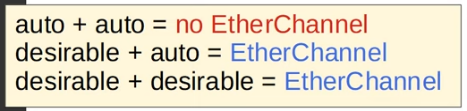 auto + auto = no EtherChannel
desirable + auto = EtherChannel
desirable + desirable = EtherChannel